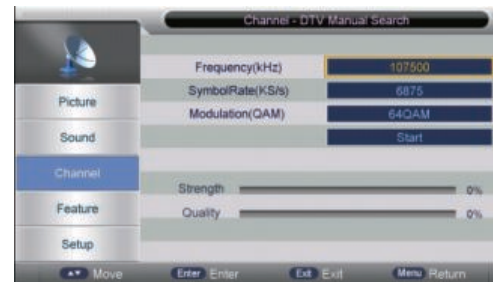 Channel - DTV Manual Search
Frequency(kHz) 107500
SymbolRate(KS/s) 6875
Modulation(QAM) 64QAM
Start
Strength 0%
Quality 0%
Picture
Sound
Channel
Feature
Setup
▲▼ Move Enter Enter Exit Exit Menu Return